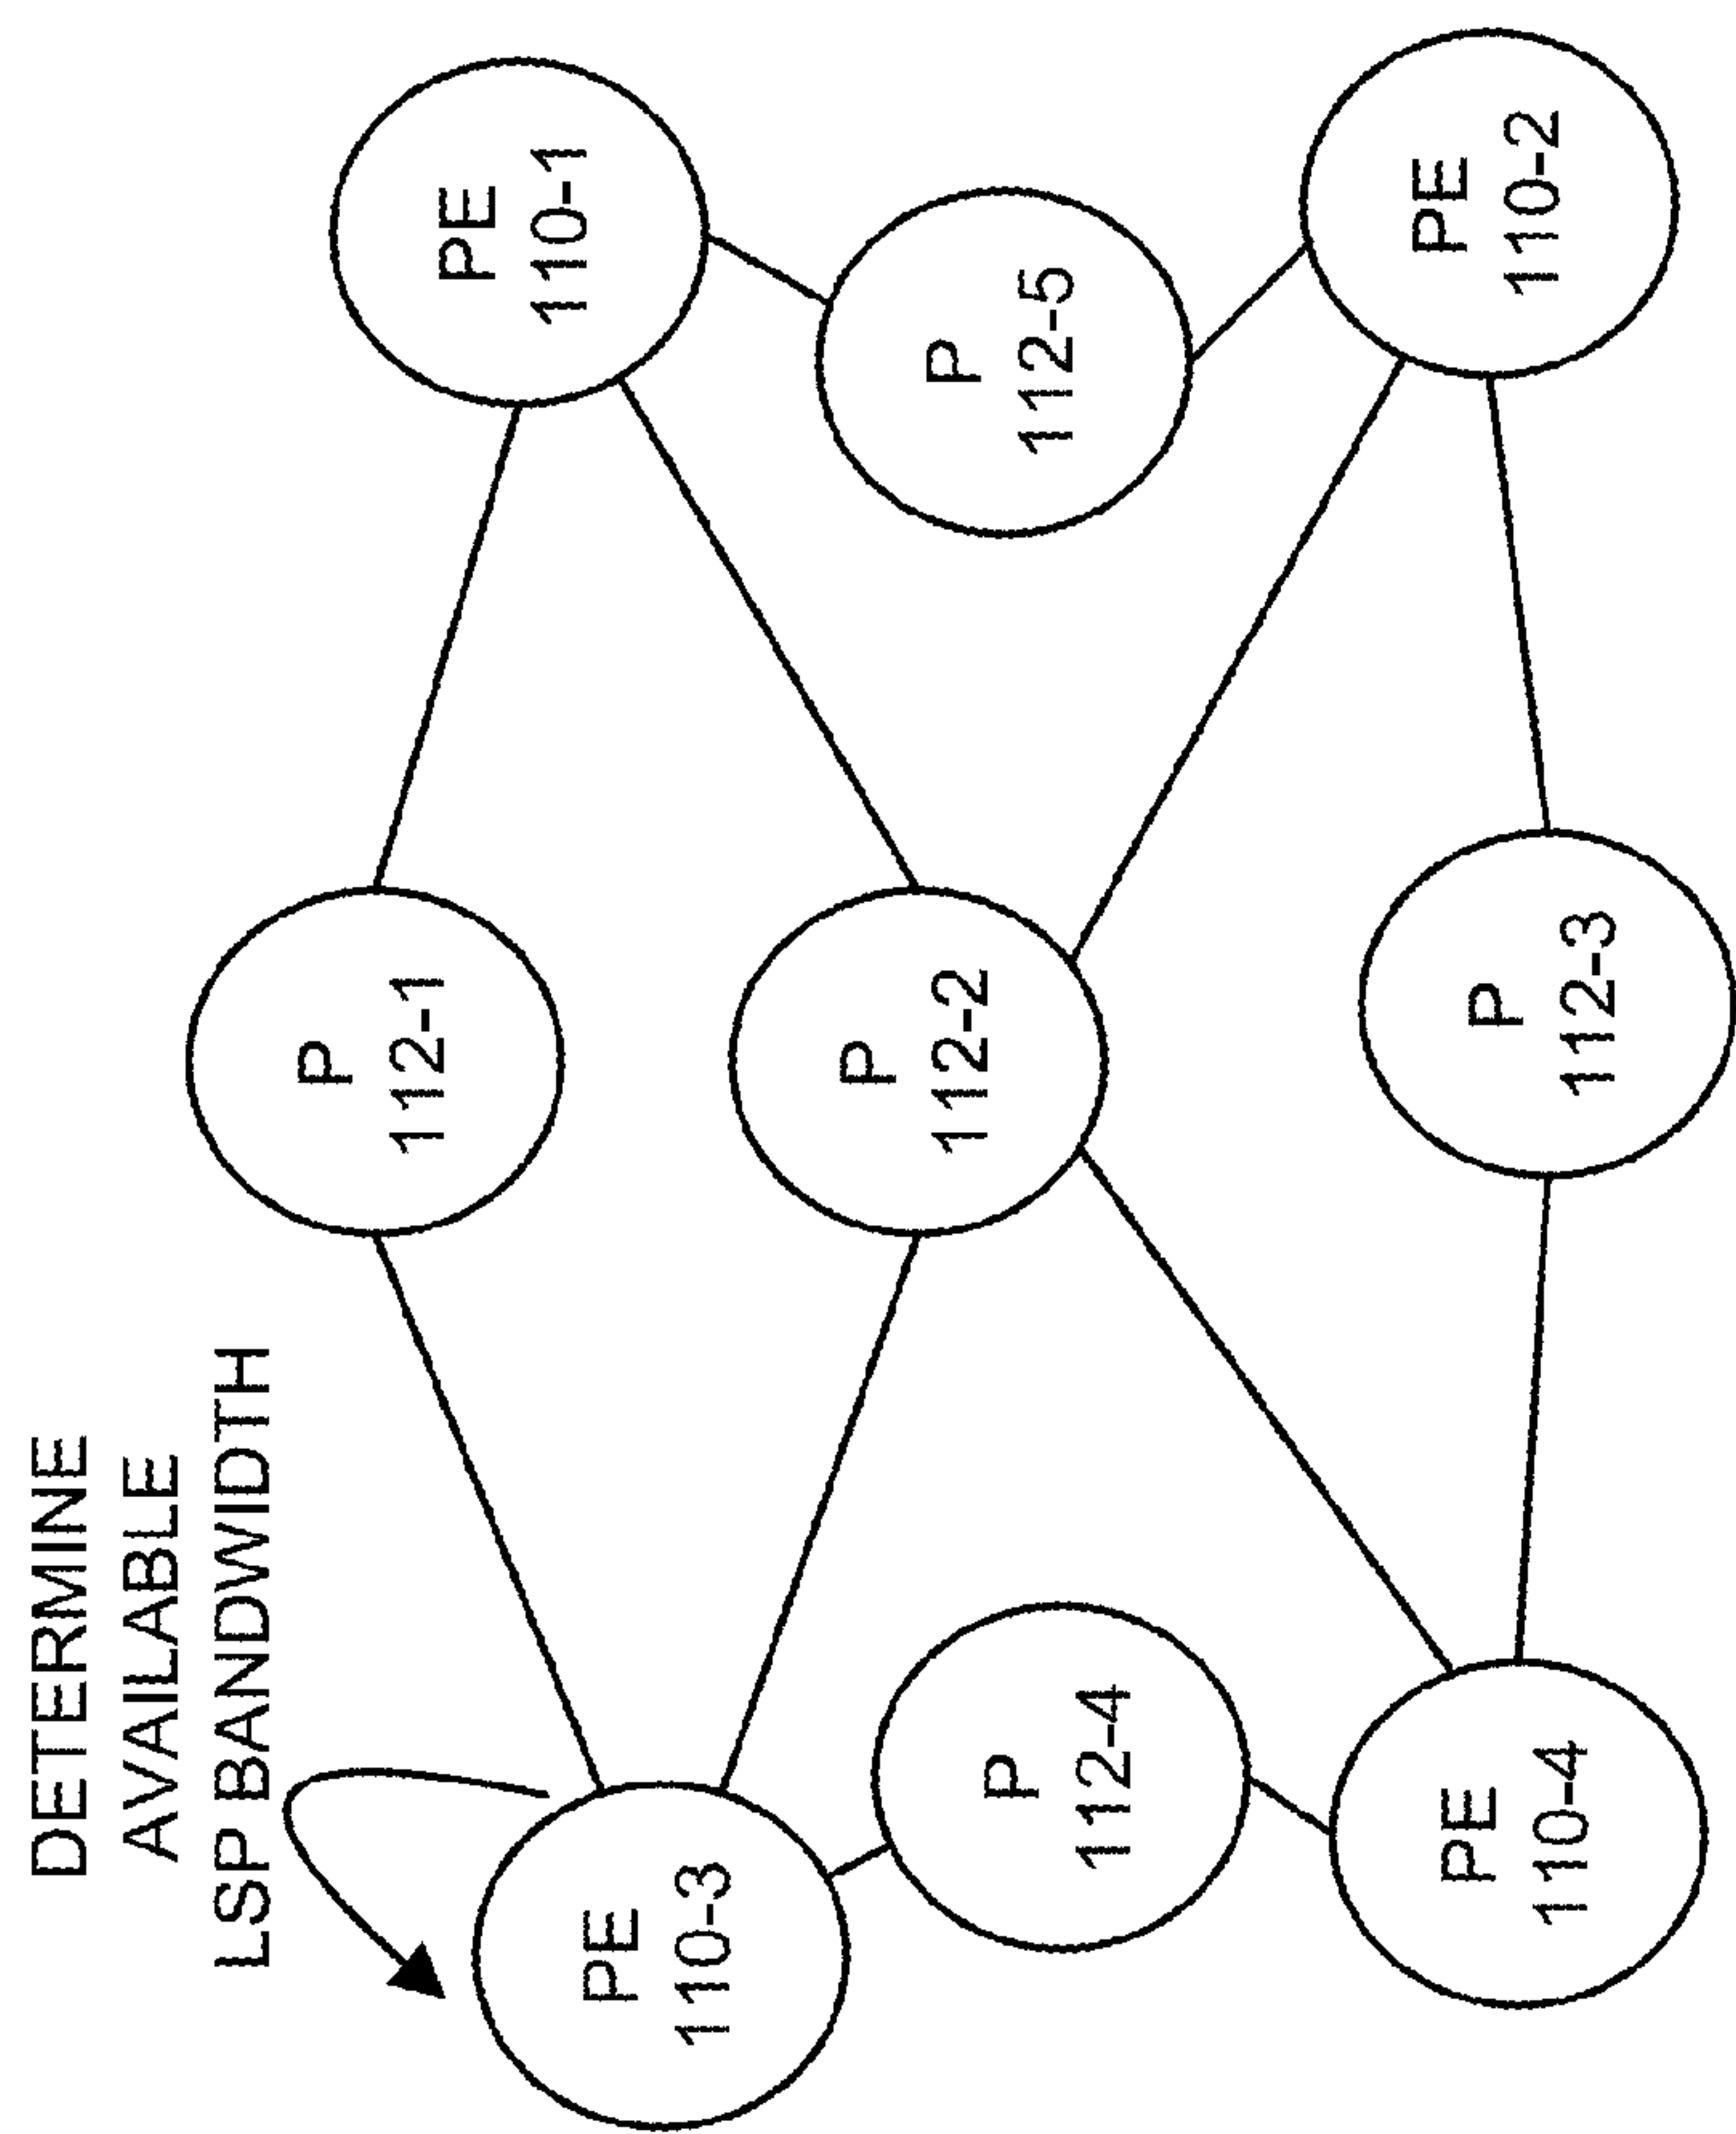 DETERMINE
AVAILABLE
LSP BANDWIDTH
P
112-1
PE
110-1
PE
110-3
P
112-2
P
112-5
P
112-4
PE
110-4
P
112-3
PE
110-2